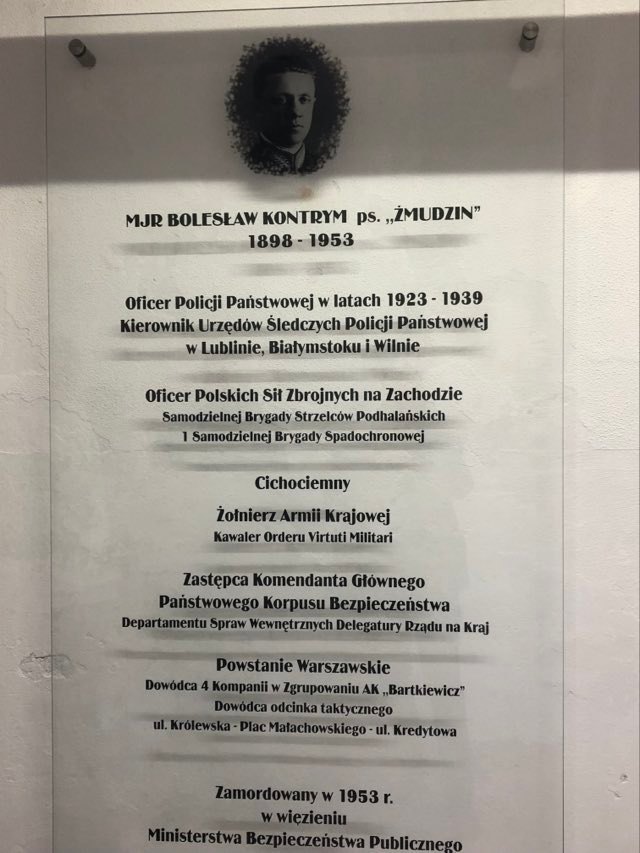 MJR BOLESŁAW KONTRYM ps. „ŻMUDZIN”
1898 - 1953
Oficer Policji Państwowej w latach 1923 - 1939
Kierownik Urzędów Śledczych Policji Państwowej
w Lublinie, Białymstoku i Wilnie
Oficer Polskich Sił Zbrojnych na Zachodzie
Samodzielnej Brygady Strzelców Podhalańskich
1 Samodzielnej Brygady Spadochronowej
Cichociemny
Żołnierz Armii Krajowej
Kawaler Orderu Virtuti Militari
Zastępca Komendanta Głównego
Państwowego Korpusu Bezpieczeństwa
Departamentu Spraw Wewnętrznych Delegatury Rządu na Kraj
Powstanie Warszawskie
Dowódca 4 Kompanii w Zgrupowaniu AK „Bartkiewicz”
Dowódca odcinka taktycznego
ul. Królewska - Plac Małachowskiego - ul. Kredytowa
Zamordowany w 1953 r.
w więzieniu
Ministerstwa Bezpieczeństwa Publicznego